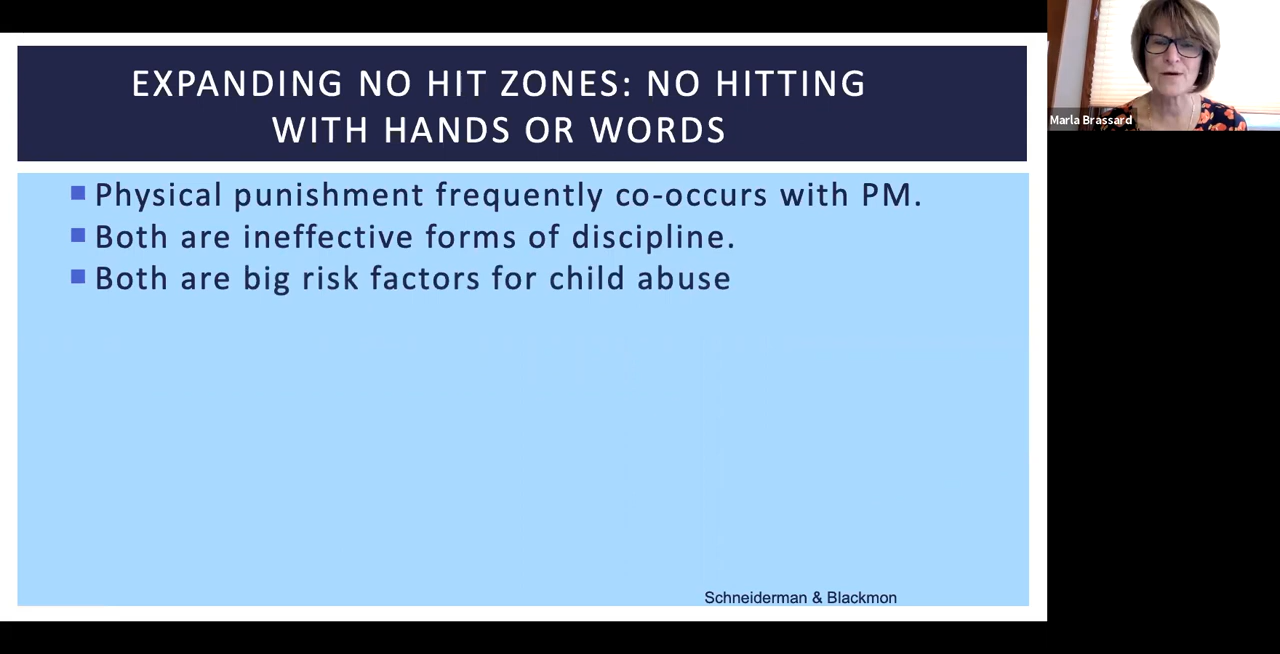 EXPANDING NO HIT ZONES: NO HITTING
WITH HANDS OR WORDS
Physical punishment frequently co-occurs with PM.
Both are ineffective forms of discipline.
Both are big risk factors for child abuse
Schneiderman & Blackmon
Marla Brassard